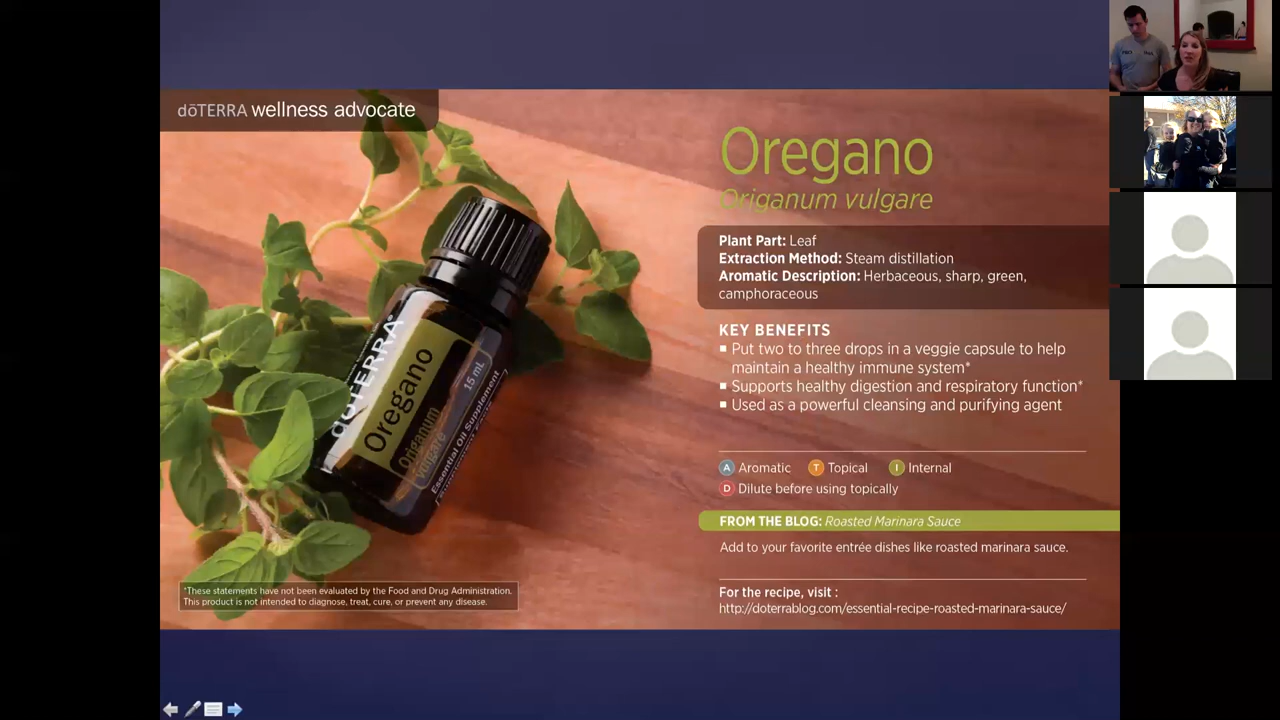 dōTERRA wellness advocate
Oregano
Origanum vulgare
Plant Part: Leaf
Extraction Method: Steam distillation
Aromatic Description: Herbaceous, sharp, green,
camphoraceous
KEY BENEFITS
▪ Put two to three drops in a veggie capsule to help
maintain a healthy immune system*
▪ Supports healthy digestion and respiratory function*
▪ Used as a powerful cleansing and purifying agent
A Aromatic T Topical I Internal
D Dilute before using topically
FROM THE BLOG: Roasted Marinara Sauce
Add to your favorite entrée dishes like roasted marinara sauce.
For the recipe, visit :
http://doterrablog.com/essential-recipe-roasted-marinara-sauce/
dōTERRA®
Oregano
Origanum
vulgare
15 mL
Essential Oil Supplement
*These statements have not been evaluated by the Food and Drug Administration.
This product is not intended to diagnose, treat, cure, or prevent any disease.